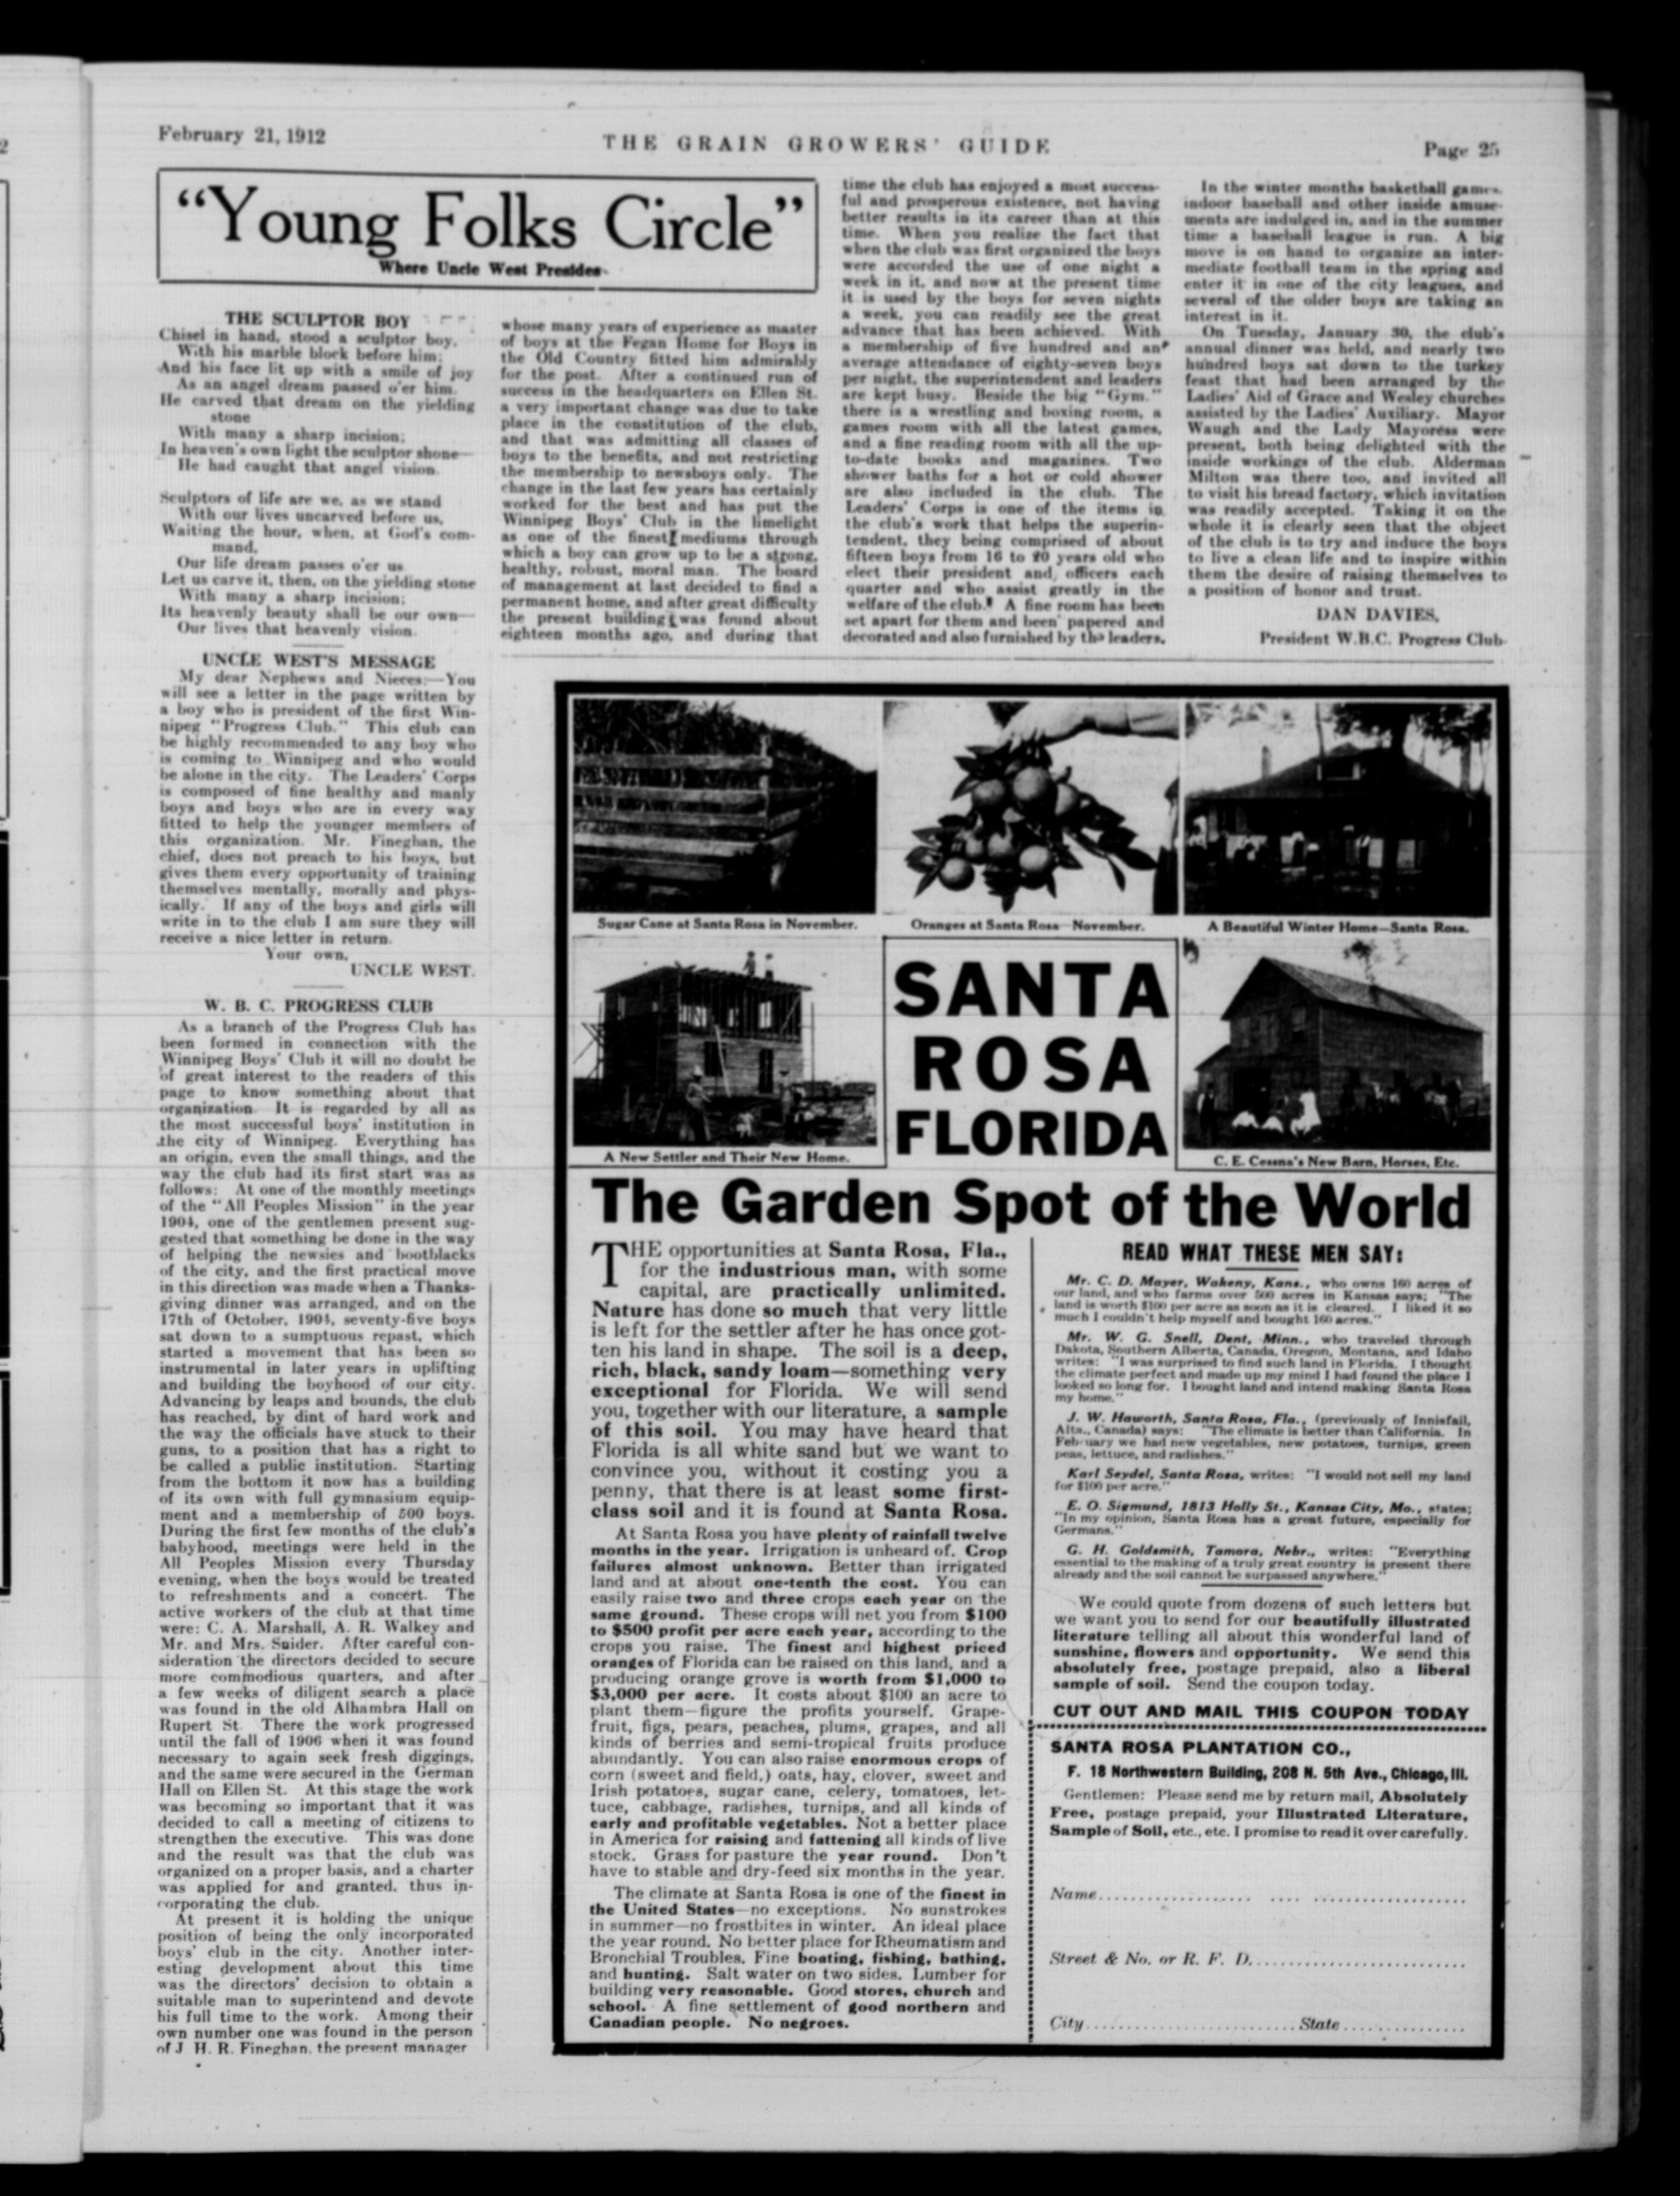 February 21, 1912
THE GRAIN GROWERS' GUIDE
Page 25
"Young Folks Circle"
Where Uncle West Presides
THE SCULPTOR BOY
Chisel in hand, stood a sculptor boy,
With his marble block before him;
And his face lit up with a smile of joy
As an angel dream passed o'er him.
He carved that dream on the yielding
stone
With many a sharp incision;
In heaven's own light the sculptor shone—
He had caught that angel vision.
Sculptors of life are we, as we stand
With our lives uncarved before us,
Waiting the hour, when, at God's com-
mand,
Our life dream passes o'er us.
Let us carve it, then, on the yielding stone
With many a sharp incision;
Its heavenly beauty shall be our own—
Our lives that heavenly vision.
UNCLE WEST'S MESSAGE
My dear Nephews and Nieces:—You
will see a letter in the page written by
a boy who is president of the first Win-
nipeg "Progress Club." This club can
be highly recommended to any boy who
is coming to Winnipeg and who would
be alone in the city. The Leaders' Corps
is composed of fine healthy and manly
boys and boys who are in every way
fitted to help the younger members of
this organization. Mr. Fineghan, the
chief, does not preach to his boys, but
gives them every opportunity of training
themselves mentally, morally and phys-
ically. If any of the boys and girls will
write in to the club I am sure they will
receive a nice letter in return.
Your own,
UNCLE WEST.
W. B. C. PROGRESS CLUB
As a branch of the Progress Club has
been formed in connection with the
Winnipeg Boys' Club it will no doubt be
of great interest to the readers of this
page to know something about that
organization. It is regarded by all as
the most successful boys' institution in
the city of Winnipeg. Everything has
an origin, even the small things, and the
way the club had its first start was as
follows: At one of the monthly meetings
of the "All Peoples Mission" in the year
1904, one of the gentlemen present sug-
gested that something be done in the way
of helping the newsies and bootblacks
of the city, and the first practical move
in this direction was made when a Thanks-
giving dinner was arranged, and on the
17th of October, 1904, seventy-five boys
sat down to a sumptuous repast, which
started a movement that has been so
instrumental in later years in uplifting
and building the boyhood of our city.
Advancing by leaps and bounds, the club
has reached, by dint of hard work and
the way the officials have stuck to their
guns, to a position that has a right to
be called a public institution. Starting
from the bottom it now has a building
of its own with full gymnasium equip-
ment and a membership of 500 boys.
During the first few months of the club's
babyhood, meetings were held in the
All Peoples Mission every Thursday
evening, when the boys would be treated
to refreshments and a concert. The
active workers of the club at that time
were: C. A. Marshall, A. R. Walkey and
Mr. and Mrs. Snider. After careful con-
sideration the directors decided to secure
more commodious quarters, and after
a few weeks of diligent search a place
was found in the old Alhambra Hall on
Rupert St. There the work progressed
until the fall of 1906 when it was found
necessary to again seek fresh diggings,
and the same were secured in the German
Hall on Ellen St. At this stage the work
was becoming so important that it was
decided to call a meeting of citizens to
strengthen the executive. This was done
and the result was that the club was
organized on a proper basis, and a charter
was applied for and granted, thus in-
corporating the club.
At present it is holding the unique
position of being the only incorporated
boys' club in the city. Another inter-
esting development about this time
was the directors' decision to obtain a
suitable man to superintend and devote
his full time to the work. Among their
own number one was found in the person
of J. H. R. Fineghan, the present manager
whose many years of experience as master
of boys at the Fegan Home for Boys in
the Old Country fitted him admirably
for the post. After a continued run of
success in the headquarters on Ellen St.
a very important change was due to take
place in the constitution of the club,
and that was admitting all classes of
boys to the benefits, and not restricting
the membership to newsboys only. The
change in the last few years has certainly
worked for the best and has put the
Winnipeg Boys' Club in the limelight
as one of the finest mediums through
which a boy can grow up to be a strong,
healthy, robust, moral man. The board
of management at last decided to find a
permanent home, and after great difficulty
the present building was found about
eighteen months ago, and during that
time the club has enjoyed a most success-
ful and prosperous existence, not having
better results in its career than at this
time. When you realize the fact that
when the club was first organized the boys
were accorded the use of one night a
week in it, and now at the present time
it is used by the boys for seven nights
a week, you can readily see the great
advance that has been achieved. With
a membership of five hundred and an
average attendance of eighty-seven boys
per night, the superintendent and leaders
are kept busy. Beside the big "Gym."
there is a wrestling and boxing room, a
games room with all the latest games,
and a fine reading room with all the up-
to-date books and magazines. Two
shower baths for a hot or cold shower
are also included in the club. The
Leaders' Corps is one of the items in
the club's work that helps the superin-
tendent, they being comprised of about
fifteen boys from 16 to 20 years old who
elect their president and officers each
quarter and who assist greatly in the
welfare of the club. A fine room has been
set apart for them and been papered and
decorated and also furnished by the leaders.
In the winter months basketball games,
indoor baseball and other inside amuse-
ments are indulged in, and in the summer
time a baseball league is run. A big
move is on hand to organize an inter-
mediate football team in the spring and
enter it in one of the city leagues, and
several of the older boys are taking an
interest in it.
On Tuesday, January 30, the club's
annual dinner was held, and nearly two
hundred boys sat down to the turkey
feast that had been arranged by the
Ladies' Aid of Grace and Wesley churches
assisted by the Ladies' Auxiliary. Mayor
Waugh and the Lady Mayoress were
present, both being delighted with the
inside workings of the club. Alderman
Milton was there too, and invited all
to visit his bread factory, which invitation
was readily accepted. Taking it on the
whole it is clearly seen that the object
of the club is to try and induce the boys
to live a clean life and to inspire within
them the desire of raising themselves to
a position of honor and trust.
DAN DAVIES,
President W.B.C. Progress Club
Sugar Cane at Santa Rosa in November.
Oranges at Santa Rosa—November.
A Beautiful Winter Home—Santa Rosa.
A New Settler and Their New Home.
SANTA
ROSA
FLORIDA
C. E. Cessna's New Barn, Horses, Etc.
The Garden Spot of the World
THE opportunities at Santa Rosa, Fla.,
for the industrious man, with some
capital, are practically unlimited.
Nature has done so much that very little
is left for the settler after he has once got-
ten his land in shape. The soil is a deep,
rich, black, sandy loam—something very
exceptional for Florida. We will send
you, together with our literature, a sample
of this soil. You may have heard that
Florida is all white sand but we want to
convince you, without it costing you a
penny, that there is at least some first-
class soil and it is found at Santa Rosa.
At Santa Rosa you have plenty of rainfall twelve
months in the year. Irrigation is unheard of. Crop
failures almost unknown. Better than irrigated
land and at about one-tenth the cost. You can
easily raise two and three crops each year on the
same ground. These crops will net you from $100
to $500 profit per acre each year, according to the
crops you raise. The finest and highest priced
oranges of Florida can be raised on this land, and a
producing orange grove is worth from $1,000 to
$3,000 per acre. It costs about $100 an acre to
plant them—figure the profits yourself. Grape-
fruit, figs, pears, peaches, plums, grapes, and all
kinds of berries and semi-tropical fruits produce
abundantly. You can also raise enormous crops of
corn (sweet and field,) oats, hay, clover, sweet and
Irish potatoes, sugar cane, celery, tomatoes, let-
tuce, cabbage, radishes, turnips, and all kinds of
early and profitable vegetables. Not a better place
in America for raising and fattening all kinds of live
stock. Grass for pasture the year round. Don't
have to stable and dry-feed six months in the year.
The climate at Santa Rosa is one of the finest in
the United States—no exceptions. No sunstrokes
in summer—no frostbites in winter. An ideal place
the year round. No better place for Rheumatism and
Bronchial Troubles. Fine boating, fishing, bathing,
and hunting. Salt water on two sides. Lumber for
building very reasonable. Good stores, church and
school. A fine settlement of good northern and
Canadian people. No negroes.
READ WHAT THESE MEN SAY:
Mr. C. D. Mayer, Wakeny, Kans., who owns 160 acres of
our land, and who farms over 500 acres in Kansas says: "The
land is worth $100 per acre as soon as it is cleared. I liked it so
much I couldn't help myself and bought 160 acres."
Mr. W. G. Snell, Dent, Minn., who traveled through
Dakota, Southern Alberta, Canada, Oregon, Montana, and Idaho
writes: "I was surprised to find such land in Florida. I thought
the climate perfect and made up my mind I had found the place I
looked so long for. I bought land and intend making Santa Rosa
my home."
J. W. Haworth, Santa Rosa, Fla., (previously of Innisfail,
Alta., Canada) says: "The climate is better than California. In
February we had new vegetables, new potatoes, turnips, green
peas, lettuce, and radishes."
Karl Seydel, Santa Rosa, writes: "I would not sell my land
for $100 per acre."
E. O. Sigmund, 1813 Holly St., Kansas City, Mo., states:
"In my opinion, Santa Rosa has a great future, especially for
Germans."
G. H. Goldsmith, Tamora, Nebr., writes: "Everything
essential to the making of a truly great country is present there
already and the soil cannot be surpassed anywhere."
We could quote from dozens of such letters but
we want you to send for our beautifully illustrated
literature telling all about this wonderful land of
sunshine, flowers and opportunity. We send this
absolutely free, postage prepaid, also a liberal
sample of soil. Send the coupon today.
CUT OUT AND MAIL THIS COUPON TODAY
SANTA ROSA PLANTATION CO.,
F. 18 Northwestern Building, 208 N. 5th Ave., Chicago, Ill.
Gentlemen: Please send me by return mail, Absolutely
Free, postage prepaid, your Illustrated Literature,
Sample of Soil, etc., etc. I promise to read it over carefully.
Name
Street & No. or R. F. D.
City State